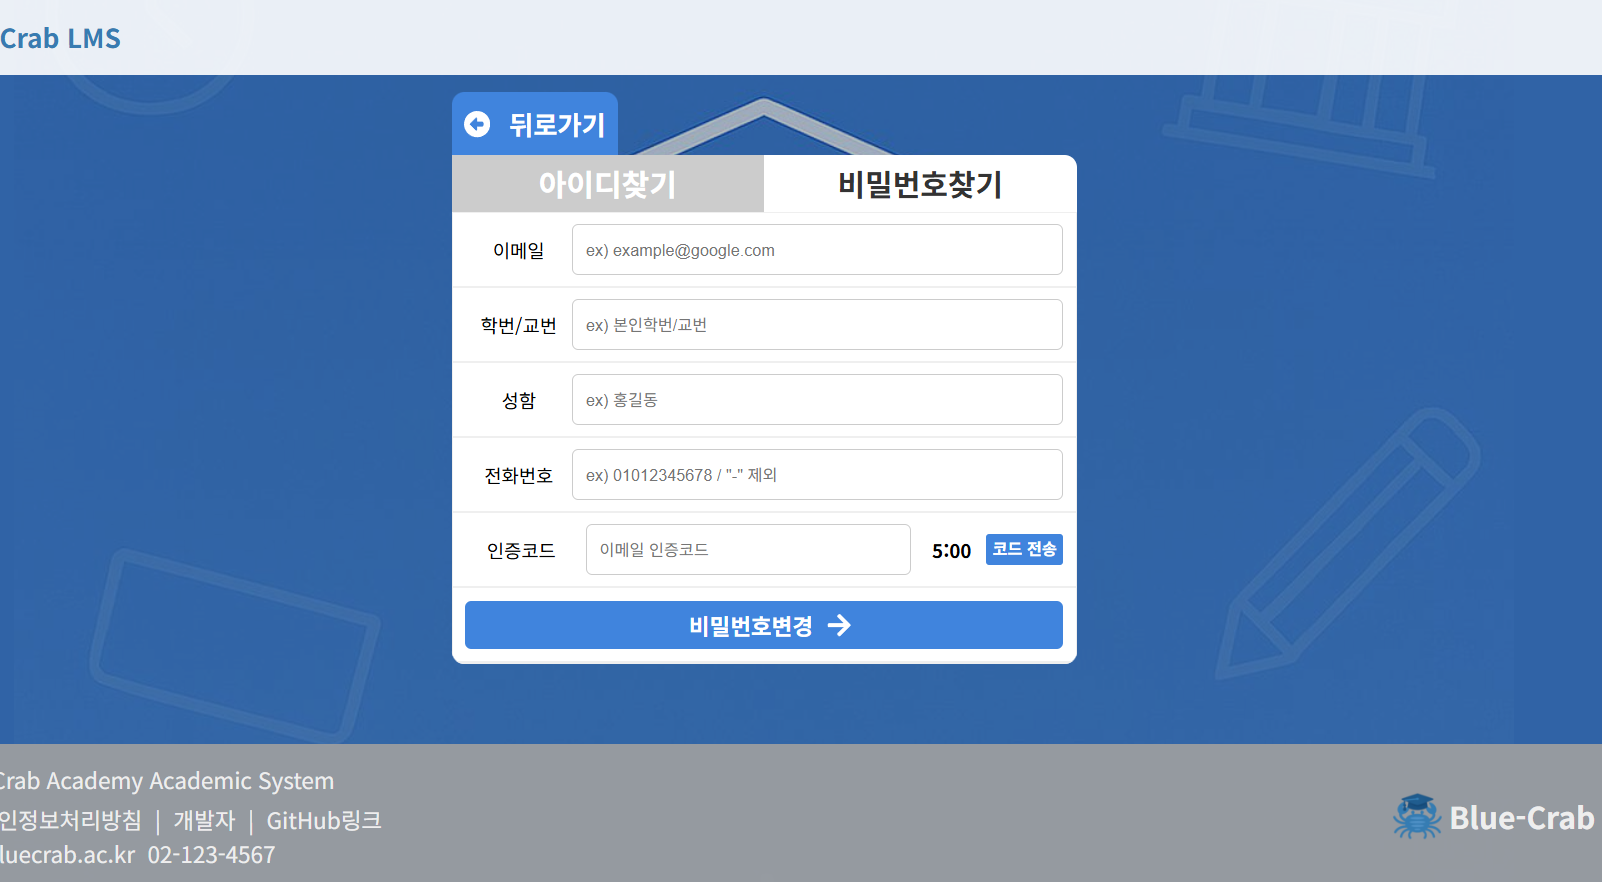 Crab LMS
뒤로가기
아이디찾기
비밀번호찾기
이메일
ex) example@google.com
학번/교번
ex) 본인학번/교번
성함
ex) 홍길동
전화번호
ex) 01012345678 / "-" 제외
인증코드
이메일 인증코드
5:00
코드 전송
비밀번호변경
Crab Academy Academic System
인정보처리방침 | 개발자 | GitHub링크
luecrab.ac.kr 02-123-4567
Blue-Crab